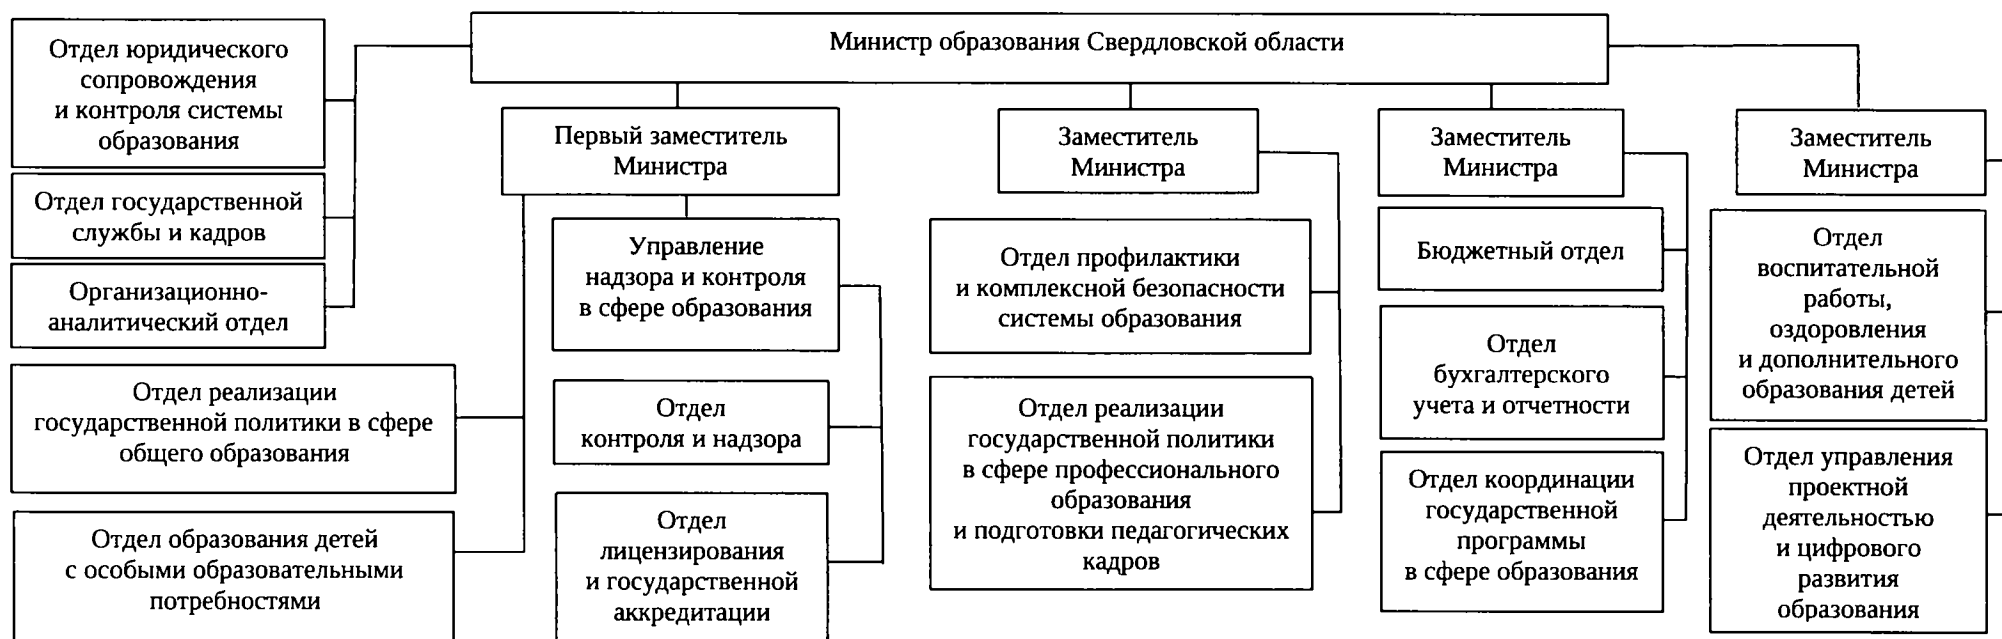 Министр образования Свердловской области
Отдел юридического
сопровождения
и контроля системы
образования
Отдел государственной
службы и кадров
Организационно-
аналитический отдел
Первый заместитель
Министра
Управление
надзора и контроля
в сфере образования
Отдел
контроля и надзора
Отдел
лицензирования
и государственной
аккредитации
Отдел реализации
государственной политики в сфере
общего образования
Отдел образования детей
с особыми образовательными
потребностями
Заместитель
Министра
Отдел профилактики
и комплексной безопасности
системы образования
Отдел реализации
государственной политики
в сфере профессионального
образования
и подготовки педагогических
кадров
Заместитель
Министра
Бюджетный отдел
Отдел
бухгалтерского
учета и отчетности
Отдел координации
государственной
программы
в сфере образования
Заместитель
Министра
Отдел
воспитательной
работы,
оздоровления
и дополнительного
образования детей
Отдел управления
проектной
деятельностью
и цифрового
развития
образования